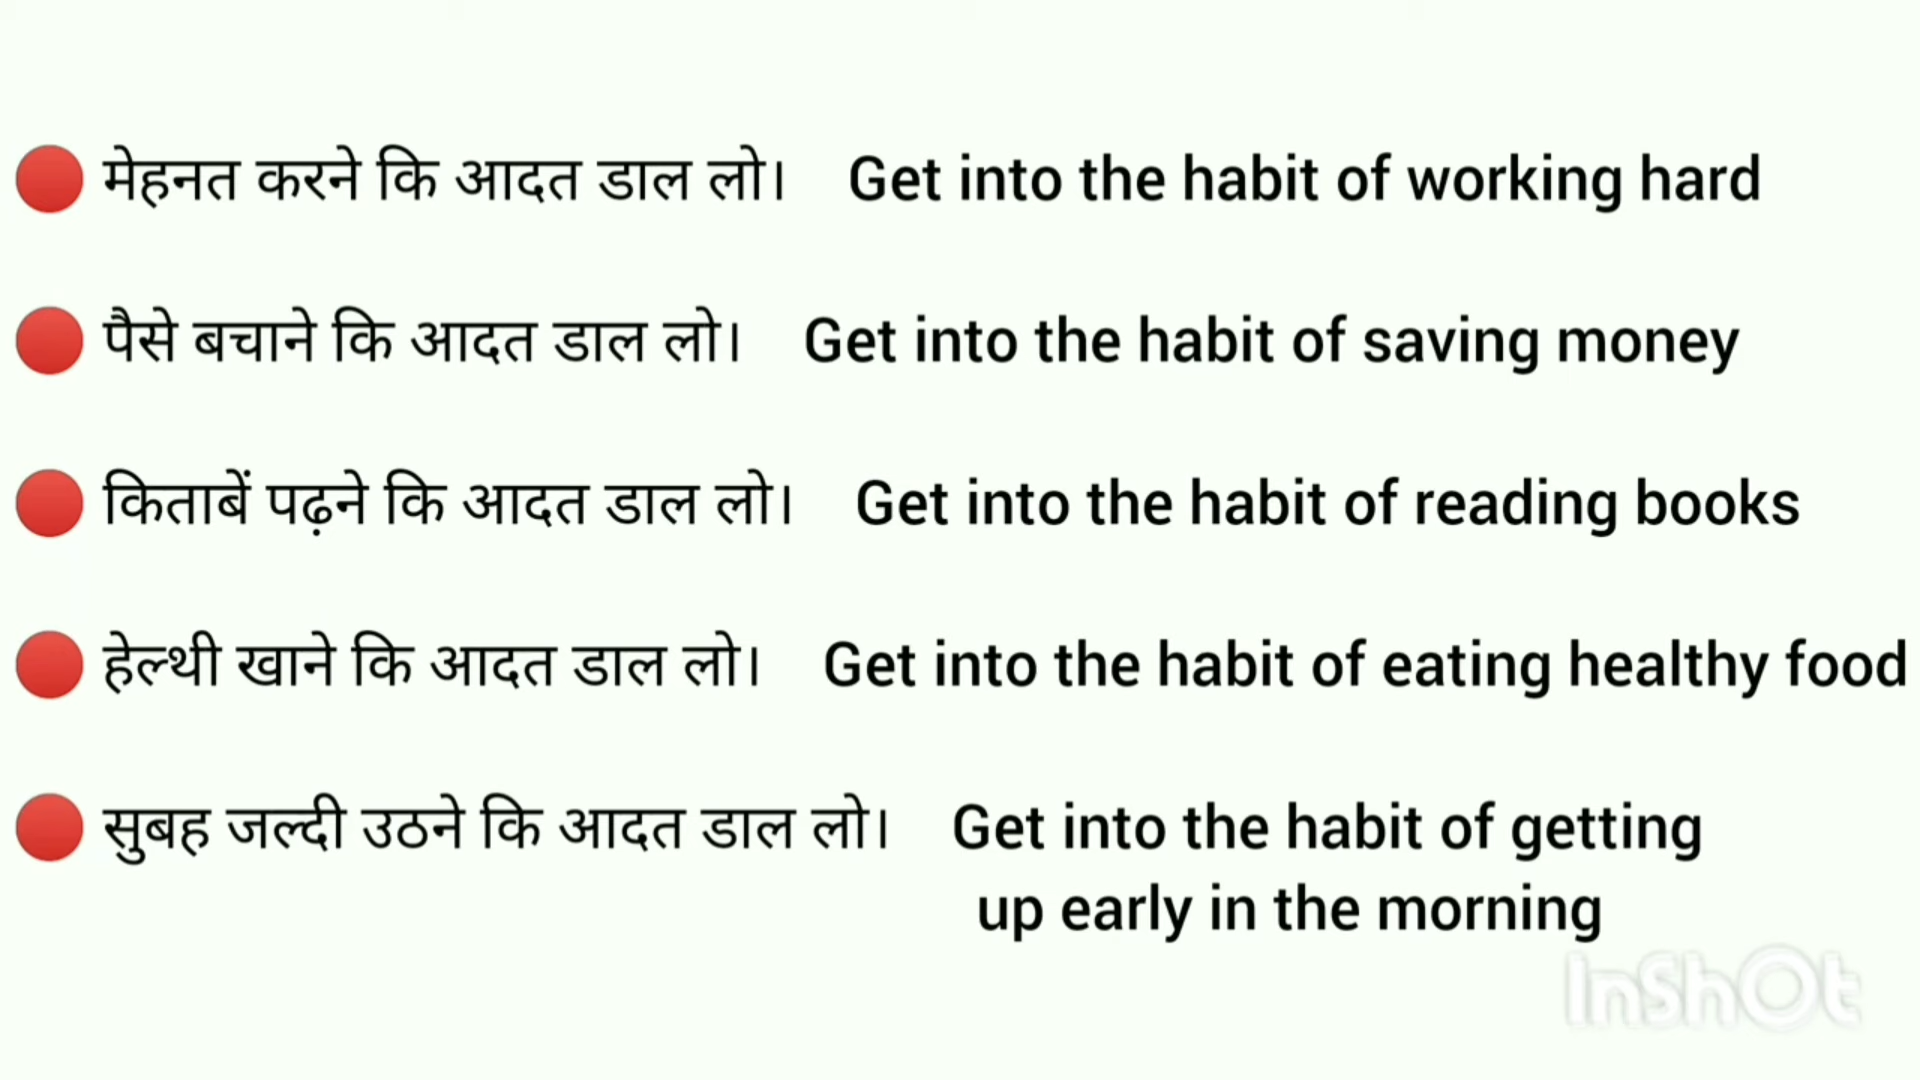 मेहनत करने कि आदत डाल लो। Get into the habit of working hard
पैसे बचाने कि आदत डाल लो। Get into the habit of saving money
किताबें पढ़ने कि आदत डाल लो। Get into the habit of reading books
हेल्थी खाने कि आदत डाल लो। Get into the habit of eating healthy food
सुबह जल्दी उठने कि आदत डाल लो। Get into the habit of getting
up early in the morning
InShOt